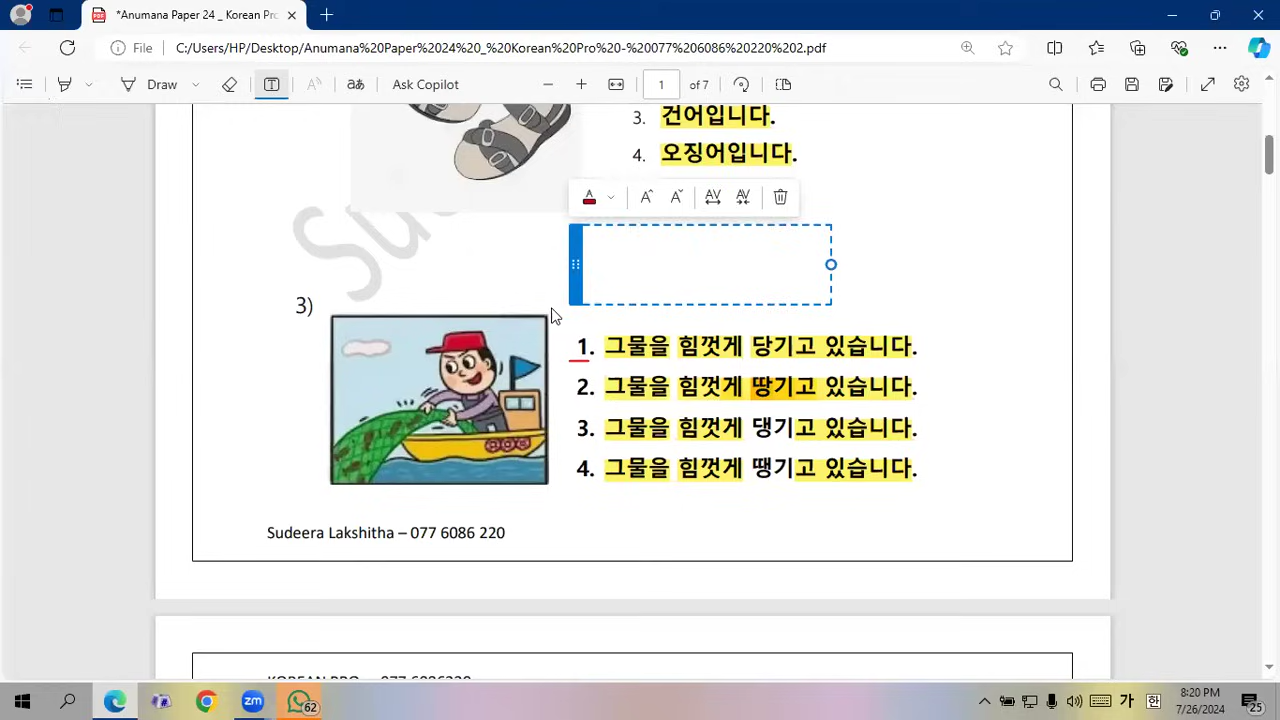 *Anumana Paper 24 _ Korean Pro
File
C:/Users/HP/Desktop/Anumana%20Paper%2024%20_%20Korean%20Pro%20-%20077%206086%20220%202.pdf
Draw
aあ
Ask Copilot
1 of 7
3. 건어입니다.
4. 오징어입니다.
3)
1. 그물을 힘껏게 당기고 있습니다.
2. 그물을 힘껏게 땅기고 있습니다.
3. 그물을 힘껏게 댕기고 있습니다.
4. 그물을 힘껏게 땡기고 있습니다.
Sudeera Lakshitha – 077 6086 220
zm
62
가
한
8:20 PM
7/26/2024
25